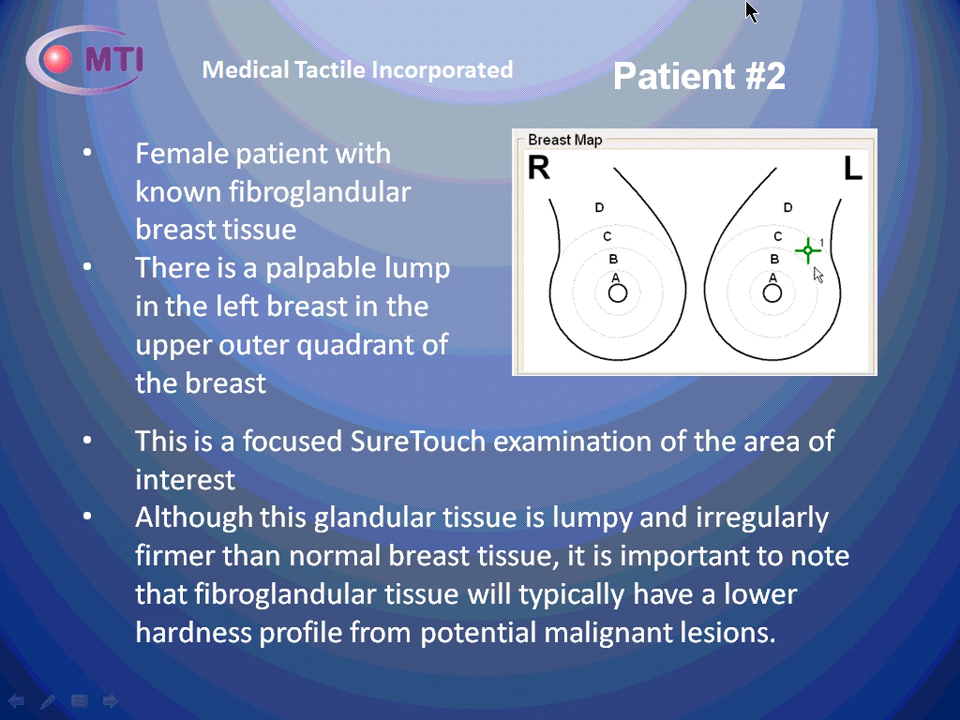 MTI
Medical Tactile Incorporated
Patient #2
• Female patient with
known fibroglandular
breast tissue
• There is a palpable lump
in the left breast in the
upper outer quadrant of
the breast
Breast Map
R
L
D
D
C
C
1
B
B
A
A
• This is a focused SureTouch examination of the area of
interest
• Although this glandular tissue is lumpy and irregularly
firmer than normal breast tissue, it is important to note
that fibroglandular tissue will typically have a lower
hardness profile from potential malignant lesions.